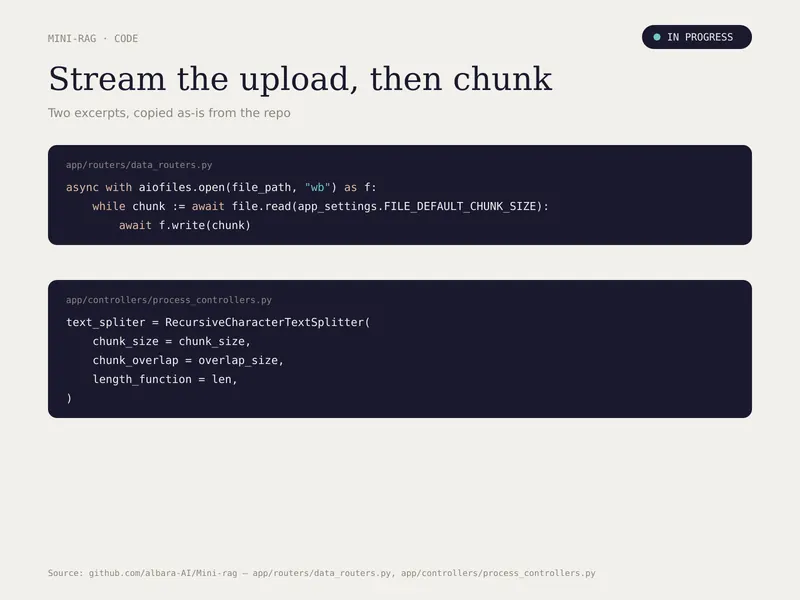 MINI-RAG · CODE
IN PROGRESS
Stream the upload, then chunk
Two excerpts, copied as-is from the repo
app/routers/data_routers.py
async with aiofiles.open(file_path, "wb") as f:
    while chunk := await file.read(app_settings.FILE_DEFAULT_CHUNK_SIZE):
        await f.write(chunk)
app/controllers/process_controllers.py
text_spliter = RecursiveCharacterTextSplitter(
    chunk_size = chunk_size,
    chunk_overlap = overlap_size,
    length_function = len,
)
Source: github.com/albara-AI/Mini-rag — app/routers/data_routers.py, app/controllers/process_controllers.py